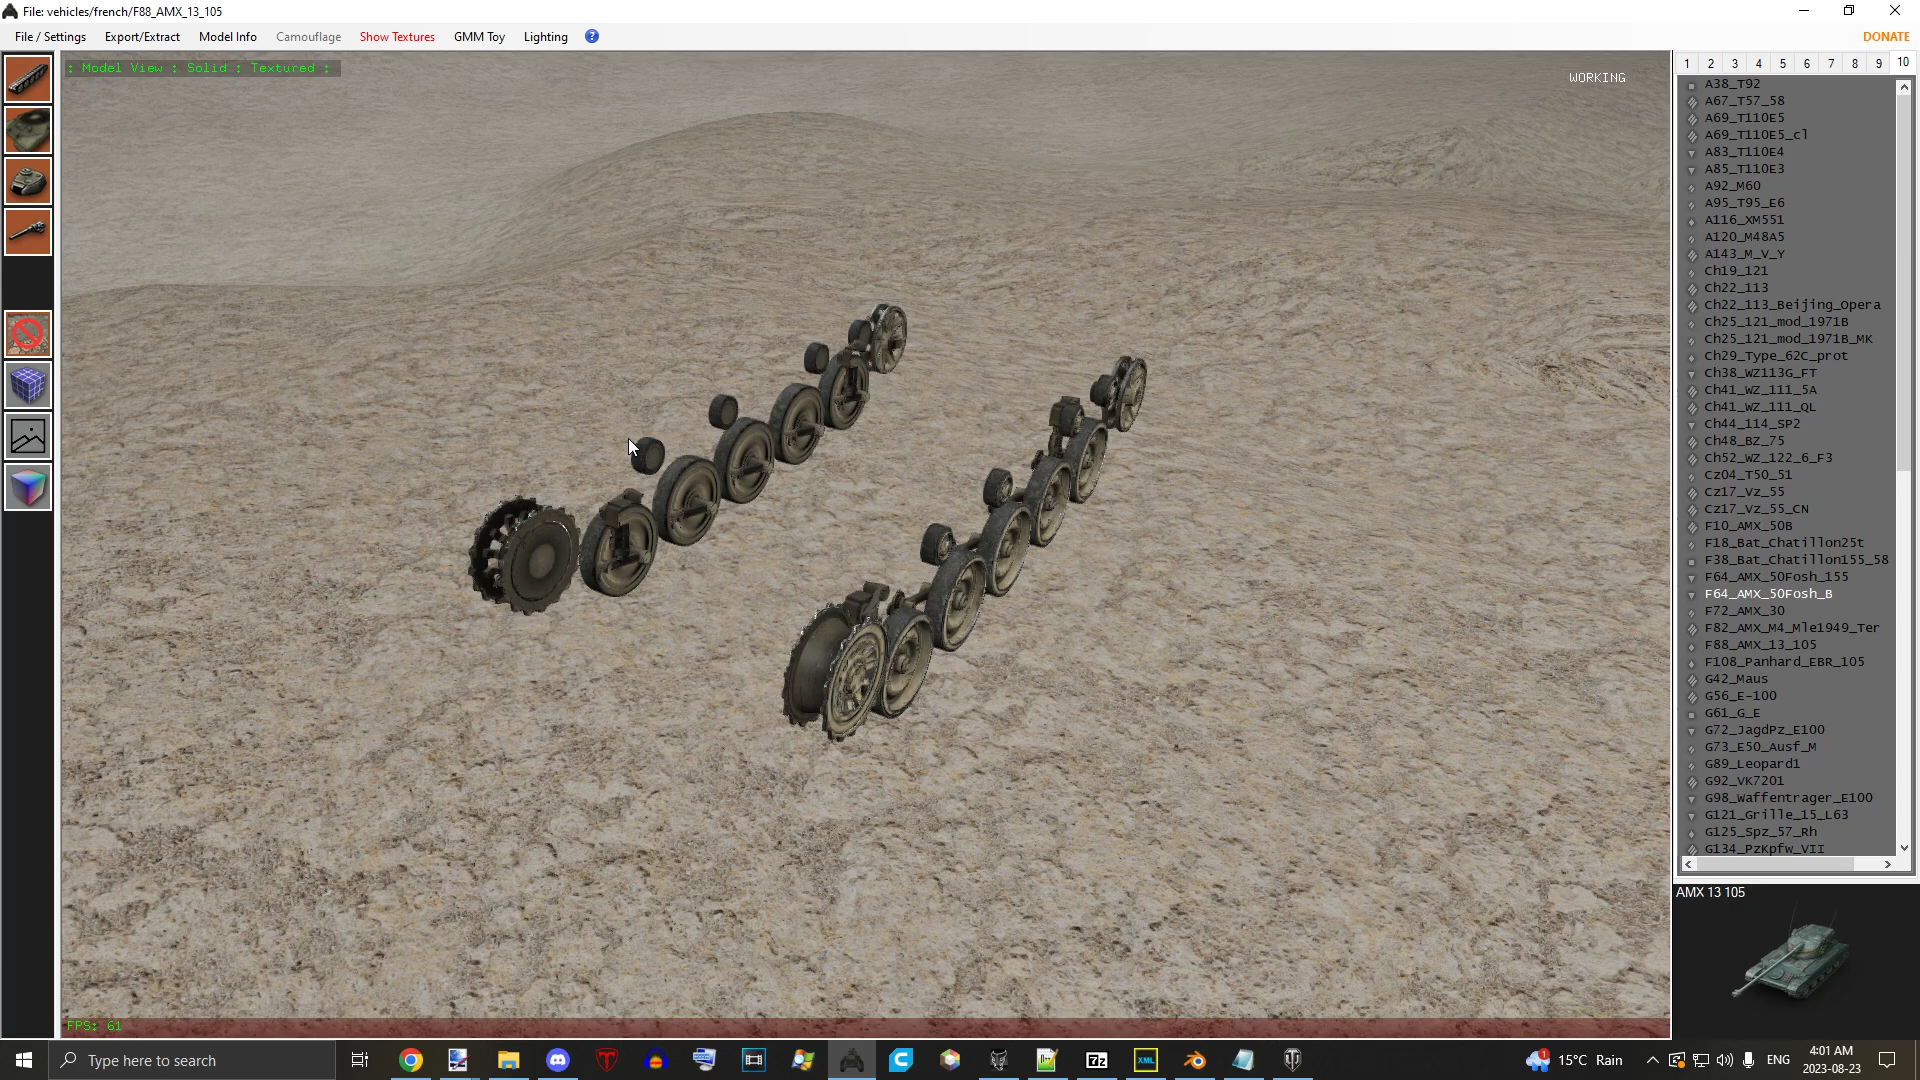 File: vehicles/french/F88_AMX_13_105
File / Settings Export/Extract Model Info Camouflage Show Textures GMM Toy Lighting ? DONATE
: Model View : Solid : Textured :
WORKING
1 2 3 4 5 6 7 8 9 10
A38_T92
A67_T57_58
A69_T110E5
A69_T110E5_cl
A83_T110E4
A85_T110E3
A92_M60
A95_T95_E6
A116_XM551
A120_M48A5
A143_M_V_Y
Ch19_121
Ch22_113
Ch22_113_Beijing_Opera
Ch25_121_mod_1971B
Ch25_121_mod_1971B_MK
Ch29_Type_62C_prot
Ch38_WZ113G_FT
Ch41_WZ_111_5A
Ch41_WZ_111_QL
Ch44_114_SP2
Ch48_BZ_75
Ch52_WZ_122_6_F3
Cz04_T50_51
Cz17_Vz_55
Cz17_Vz_55_CN
F10_AMX_50B
F18_Bat_Chatillon25t
F38_Bat_Chatillon155_58
F64_AMX_50Fosh_155
F64_AMX_50Fosh_B
F72_AMX_30
F82_AMX_M4_Mle1949_Ter
F88_AMX_13_105
F108_Panhard_EBR_105
G42_Maus
G56_E-100
G61_G_E
G72_JagdPz_E100
G73_E50_Ausf_M
G89_Leopard1
G92_VK7201
G98_Waffentrager_E100
G121_Grille_15_L63
G125_Spz_57_Rh
G134_PzKpfw_VII
AMX 13 105
FPS: 61
Type here to search
7z
XML
1
15°C Rain
ENG
4:01 AM
2023-08-23